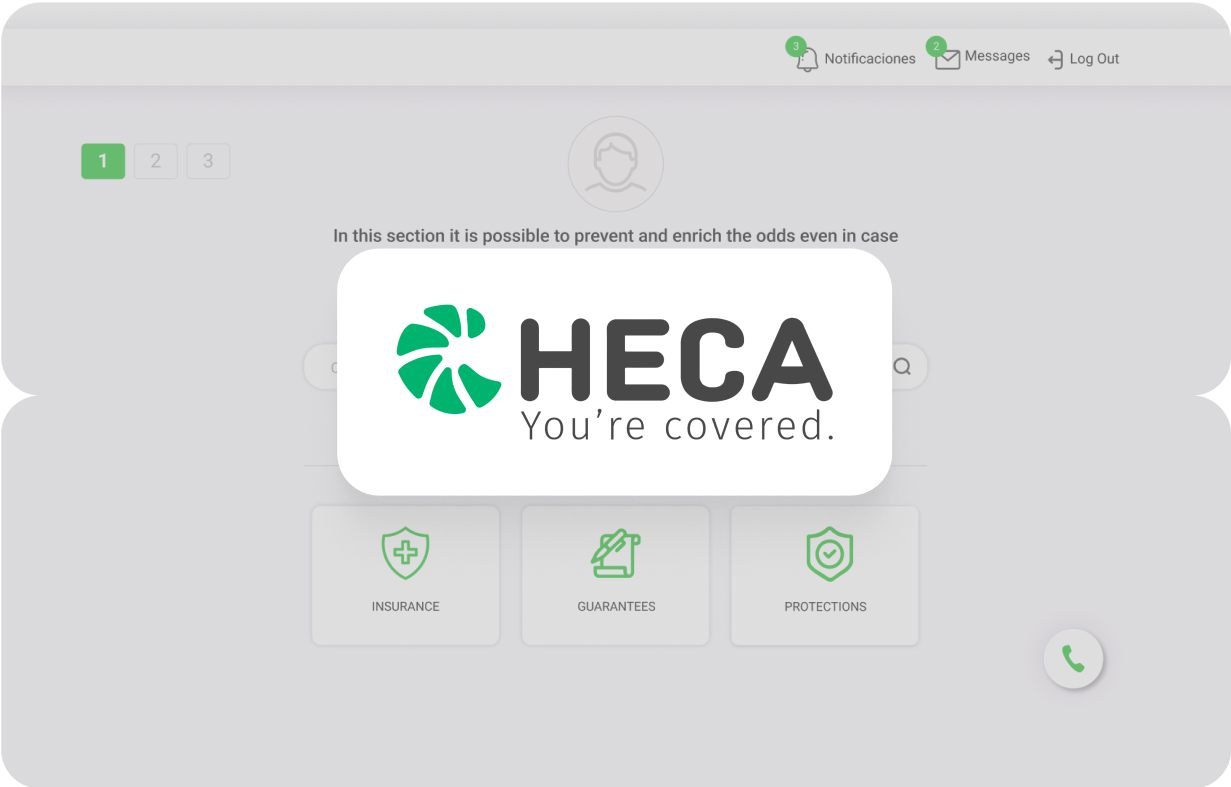 3 Notificaciones 2 Messages Log Out
1 2 3
In this section it is possible to prevent and enrich the odds even in case
HECA
You're covered.
INSURANCE GUARANTEES PROTECTIONS